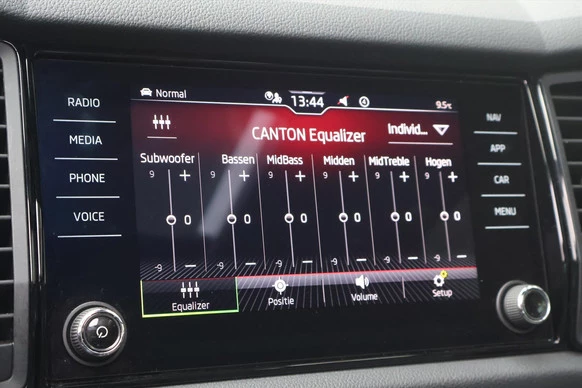 RADIO
MEDIA
PHONE
VOICE
Normal
13:44
9.5°C
CANTON Equalizer
Individ...
Subwoofer Bassen MidBass Midden MidTreble Hogen
9 + 9 + 9 + 9 + 9 + 9 +
0 0 0 0 0 0
-9 - -9 - -9 - -9 - -9 - -9 -
Equalizer Positie Volume Setup
NAV
APP
CAR
MENU